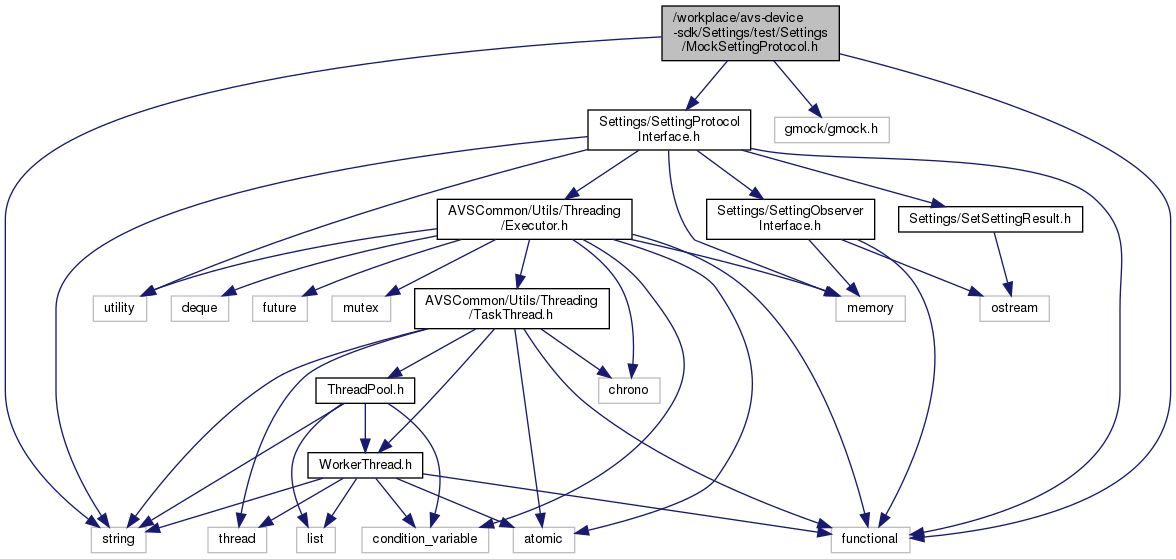 /workplace/avs-device
-sdk/Settings/test/Settings
/MockSettingProtocol.h
Settings/SettingProtocol
Interface.h
gmock/gmock.h
AVSCommon/Utils/Threading
/Executor.h
Settings/SettingObserver
Interface.h
Settings/SetSettingResult.h
utility
deque
future
mutex
AVSCommon/Utils/Threading
/TaskThread.h
memory
ostream
ThreadPool.h
chrono
WorkerThread.h
string
thread
list
condition_variable
atomic
functional